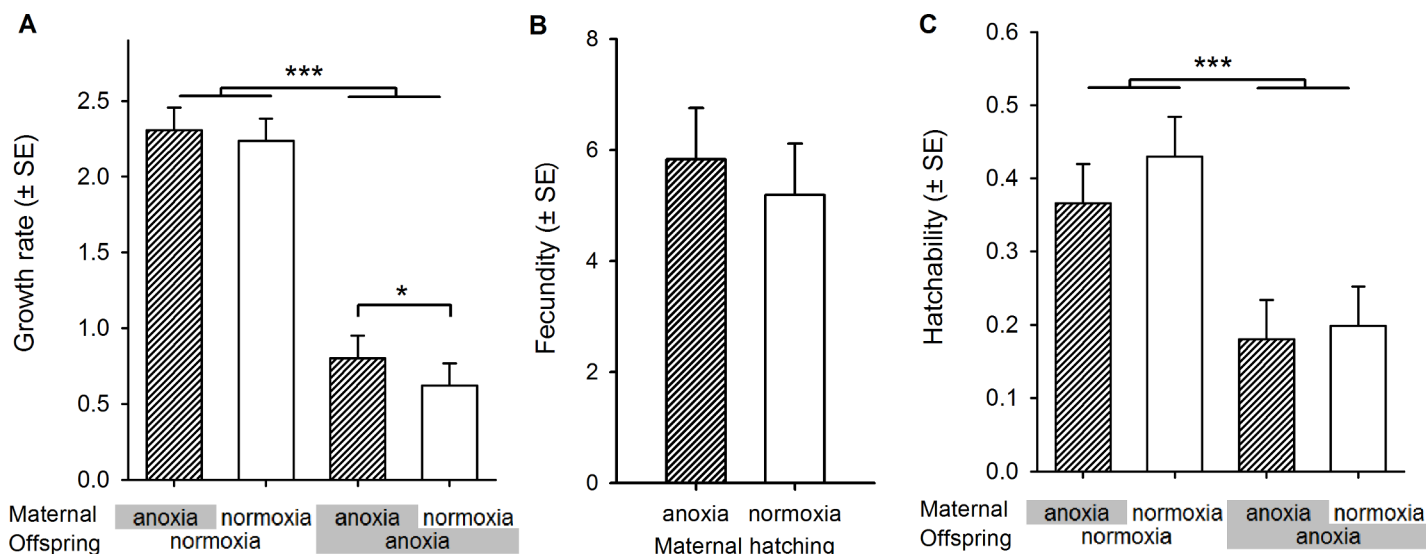 A
Growth rate (± SE)
2.5
2.0
1.5
1.0
0.5
0.0
***
*
Maternal anoxia normoxia anoxia normoxia
Offspring normoxia anoxia
B
Fecundity (± SE)
8
6
4
2
0
anoxia normoxia
Maternal hatching
C
Hatchability (± SE)
0.6
0.5
0.4
0.3
0.2
0.1
0.0
***
Maternal anoxia normoxia anoxia normoxia
Offspring normoxia anoxia